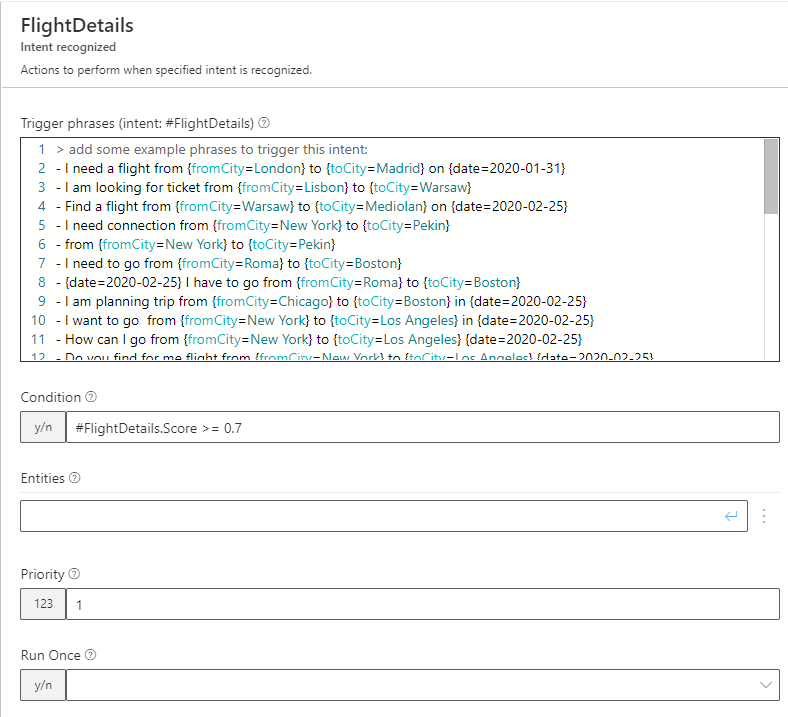 FlightDetails
Intent recognized
Actions to perform when specified intent is recognized.
Trigger phrases (intent: #FlightDetails)
1 > add some example phrases to trigger this intent:
2 - I need a flight from {fromCity=London} to {toCity=Madrid} on {date=2020-01-31}
3 - I am looking for ticket from {fromCity=Lisbon} to {toCity=Warsaw}
4 - Find a flight from {fromCity=Warsaw} to {toCity=Mediolan} on {date=2020-02-25}
5 - I need connection from {fromCity=New York} to {toCity=Pekin}
6 - from {fromCity=New York} to {toCity=Pekin}
7 - I need to go from {fromCity=Roma} to {toCity=Boston}
8 - {date=2020-02-25} I have to go from {fromCity=Roma} to {toCity=Boston}
9 - I am planning trip from {fromCity=Chicago} to {toCity=Boston} in {date=2020-02-25}
10 - I want to go  from {fromCity=New York} to {toCity=Los Angeles} in {date=2020-02-25}
11 - How can I go from {fromCity=New York} to {toCity=Los Angeles} {date=2020-02-25}
12 - Do you find for me flight from {fromCity=New York} to {toCity=Los Angeles} {date=2020-02-25}
Condition
y/n #FlightDetails.Score >= 0.7
Entities
Priority
123 1
Run Once
y/n